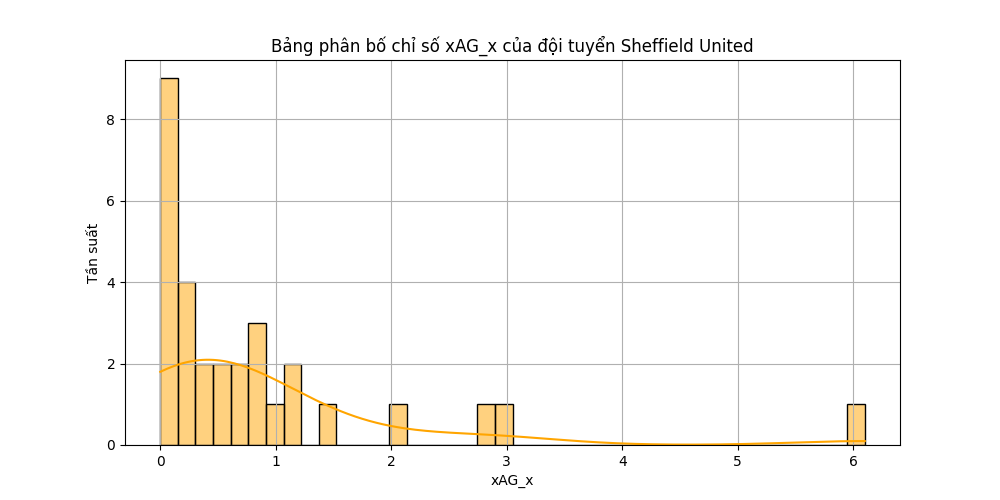 Bảng phân bố chỉ số xAG_x của đội tuyển Sheffield United
Tần suất
8
6
4
2
0
0 1 2 3 4 5 6
xAG_x